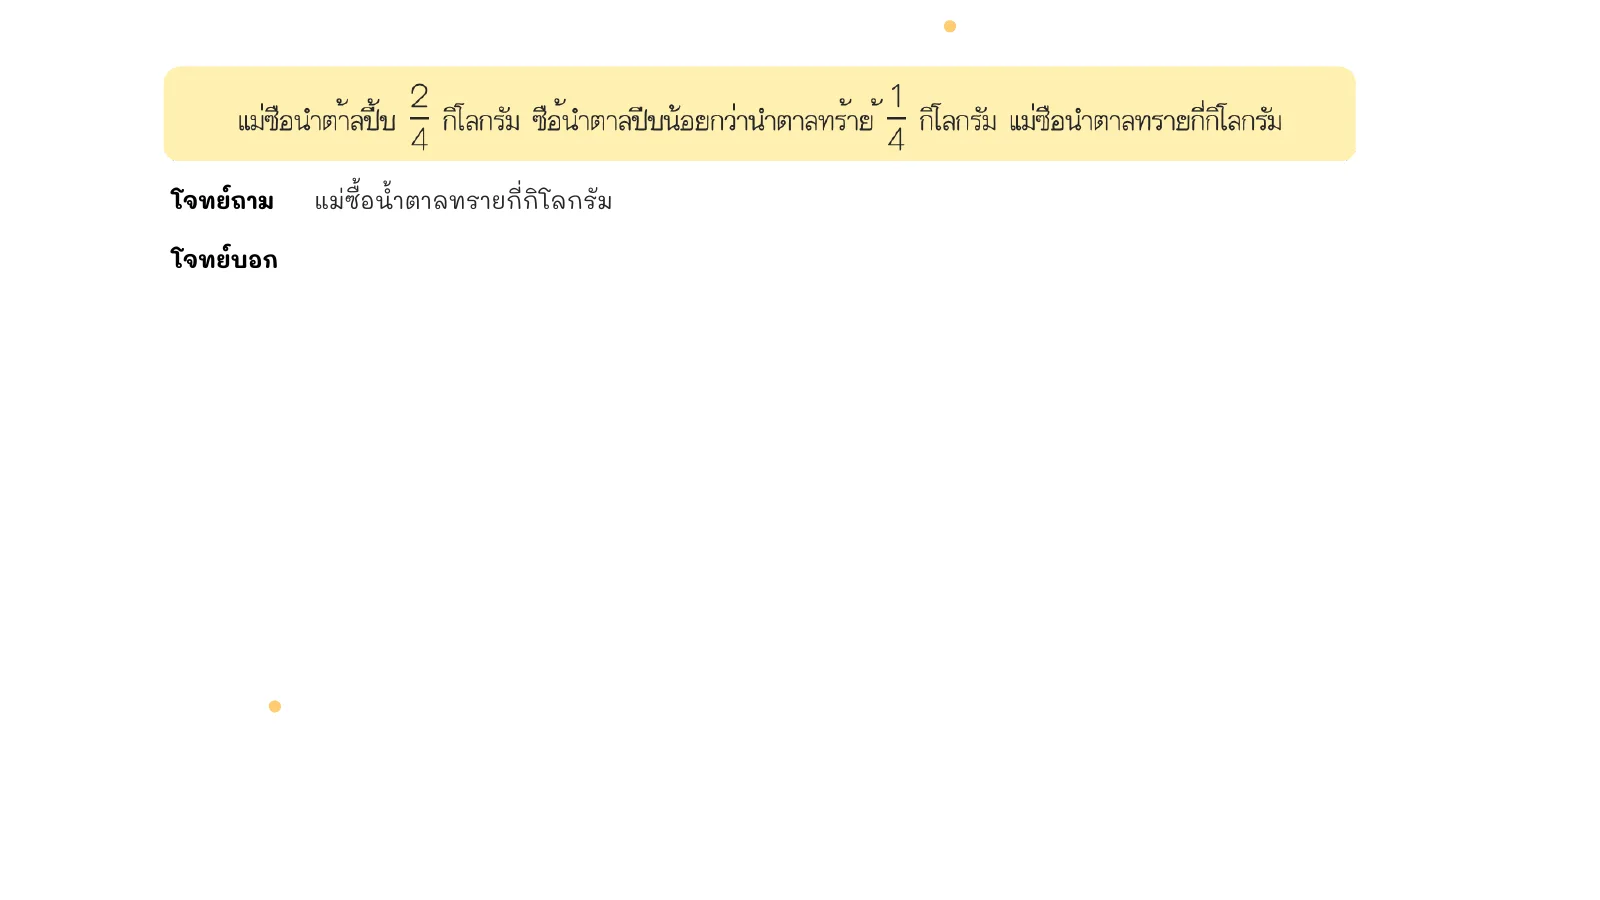 แม่ซื้อน้ำตาลปี๊บ 2/4 กิโลกรัม ซื้อน้ำตาลปี๊บน้อยกว่าน้ำตาลทราย 1/4 กิโลกรัม แม่ซื้อน้ำตาลทรายกี่กิโลกรัม
โจทย์ถาม แม่ซื้อน้ำตาลทรายกี่กิโลกรัม
โจทย์บอก